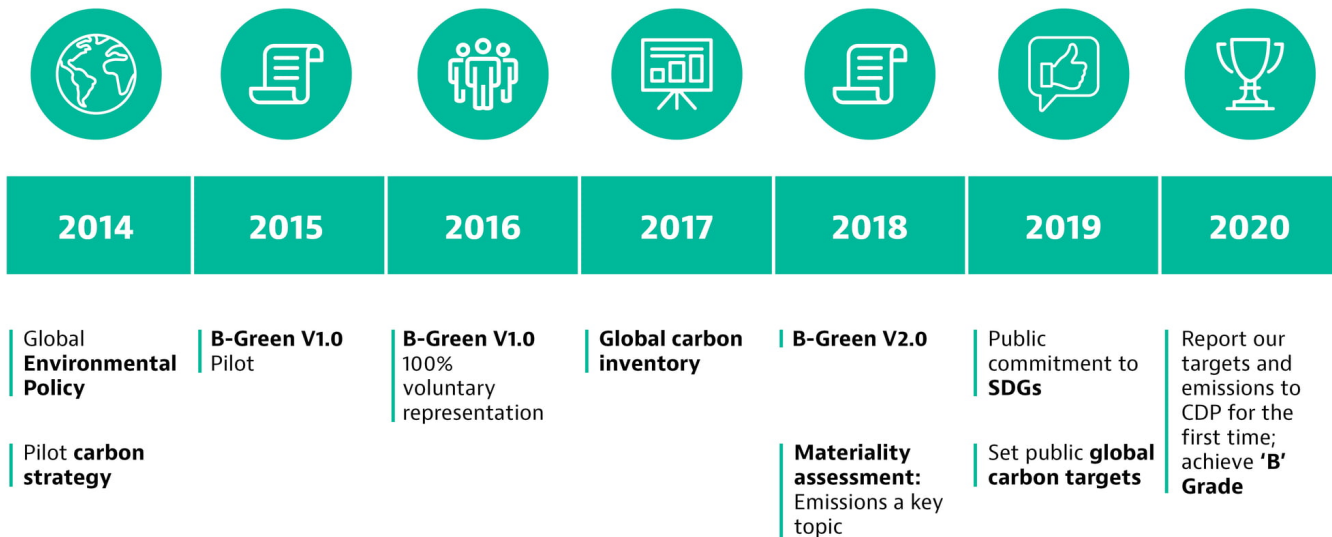 2014
2015
2016
2017
2018
2019
2020
Global
Environmental
Policy
Pilot carbon
strategy
B-Green V1.0
Pilot
B-Green V1.0
100%
voluntary
representation
Global carbon
inventory
B-Green V2.0
Materiality
assessment:
Emissions a key
topic
Public
commitment to
SDGs
Set public global
carbon targets
Report our
targets and
emissions to
CDP for the
first time;
achieve ‘B’
Grade